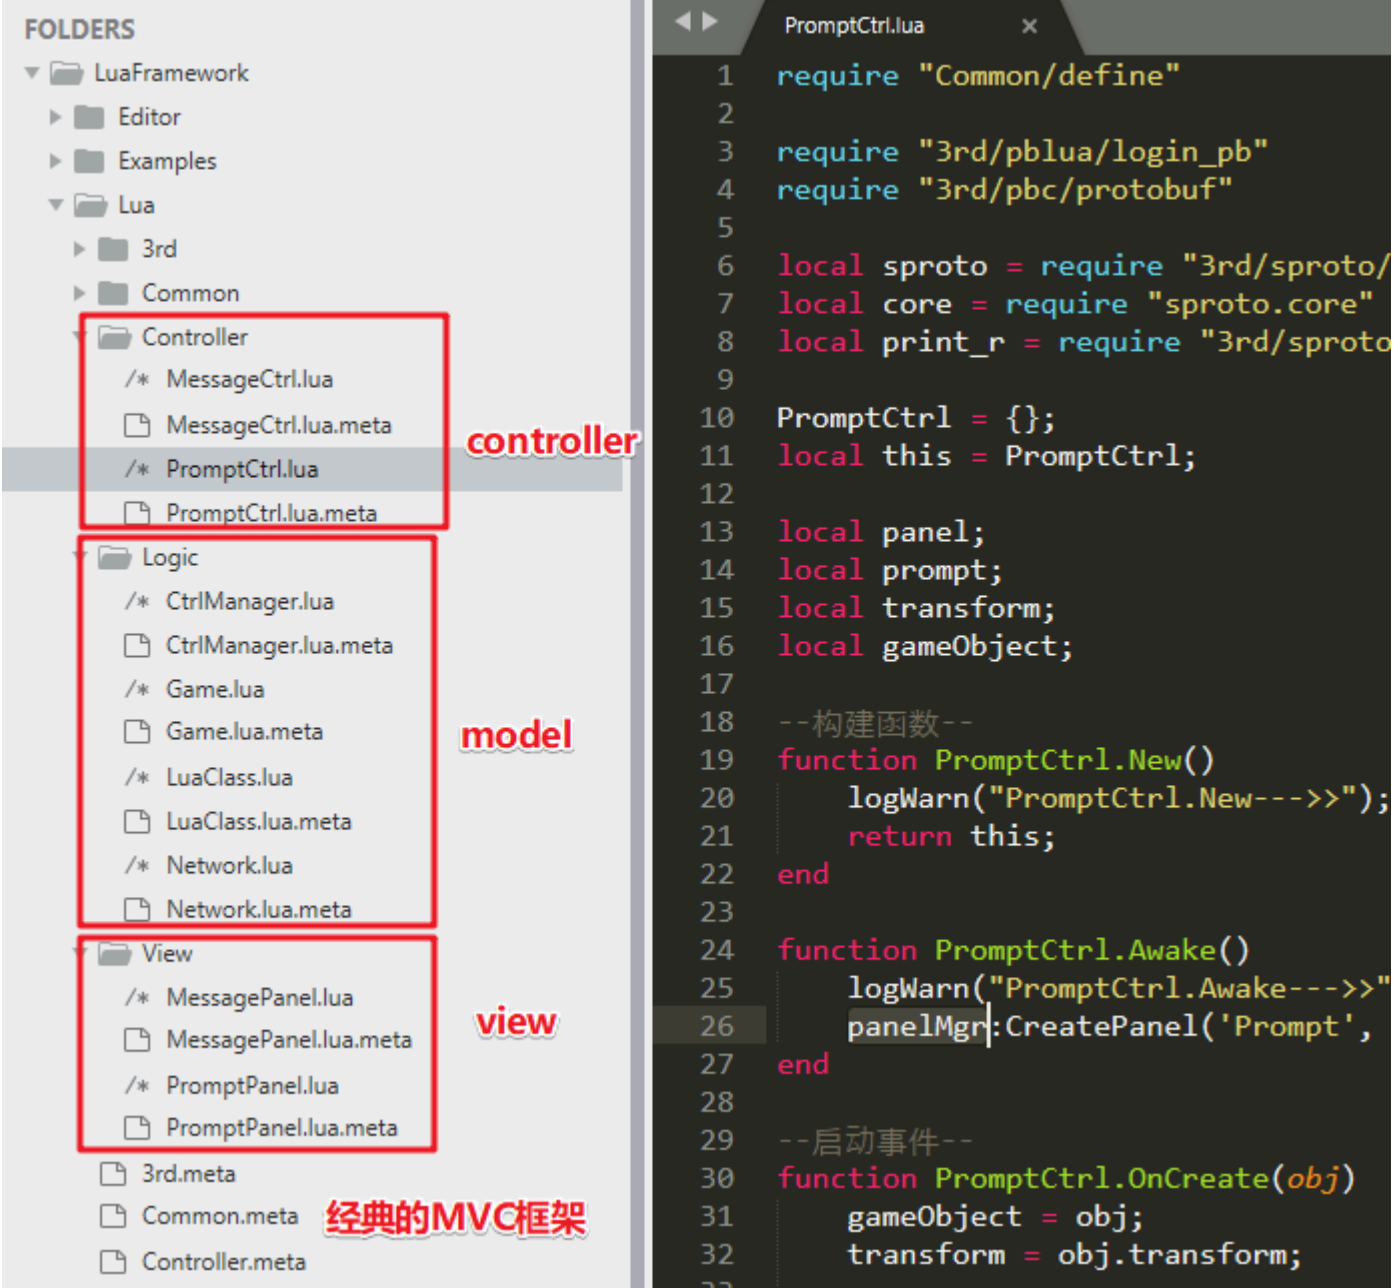 FOLDERS
LuaFramework
Editor
Examples
Lua
3rd
Common
Controller
/* MessageCtrl.lua
MessageCtrl.lua.meta
/* PromptCtrl.lua
PromptCtrl.lua.meta
controller
Logic
/* CtrlManager.lua
CtrlManager.lua.meta
/* Game.lua
Game.lua.meta
/* LuaClass.lua
LuaClass.lua.meta
/* Network.lua
Network.lua.meta
model
View
/* MessagePanel.lua
MessagePanel.lua.meta
/* PromptPanel.lua
PromptPanel.lua.meta
view
3rd.meta
Common.meta
Controller.meta
经典的MVC框架
PromptCtrl.lua ×
1 require "Common/define"
2
3 require "3rd/pblua/login_pb"
4 require "3rd/pbc/protobuf"
5
6 local sproto = require "3rd/sproto/
7 local core = require "sproto.core"
8 local print_r = require "3rd/sproto
9
10 PromptCtrl = {};
11 local this = PromptCtrl;
12
13 local panel;
14 local prompt;
15 local transform;
16 local gameObject;
17
18 --构建函数--
19 function PromptCtrl.New()
20 logWarn("PromptCtrl.New--->>");
21 return this;
22 end
23
24 function PromptCtrl.Awake()
25 logWarn("PromptCtrl.Awake--->>"
26 panelMgr:CreatePanel('Prompt',
27 end
28
29 --启动事件--
30 function PromptCtrl.OnCreate(obj)
31 gameObject = obj;
32 transform = obj.transform;